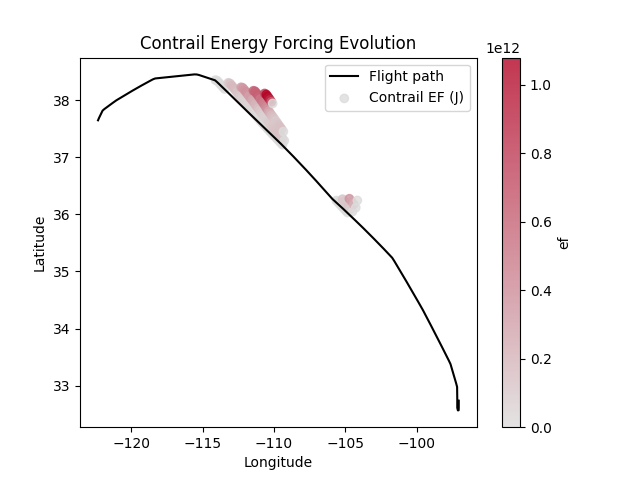 Contrail Energy Forcing Evolution
1e12
Flight path
Contrail EF (J)
38
37
36
35
34
33
Latitude
−120
−115
−110
−105
−100
Longitude
1.0
0.8
0.6
0.4
0.2
0.0
ef